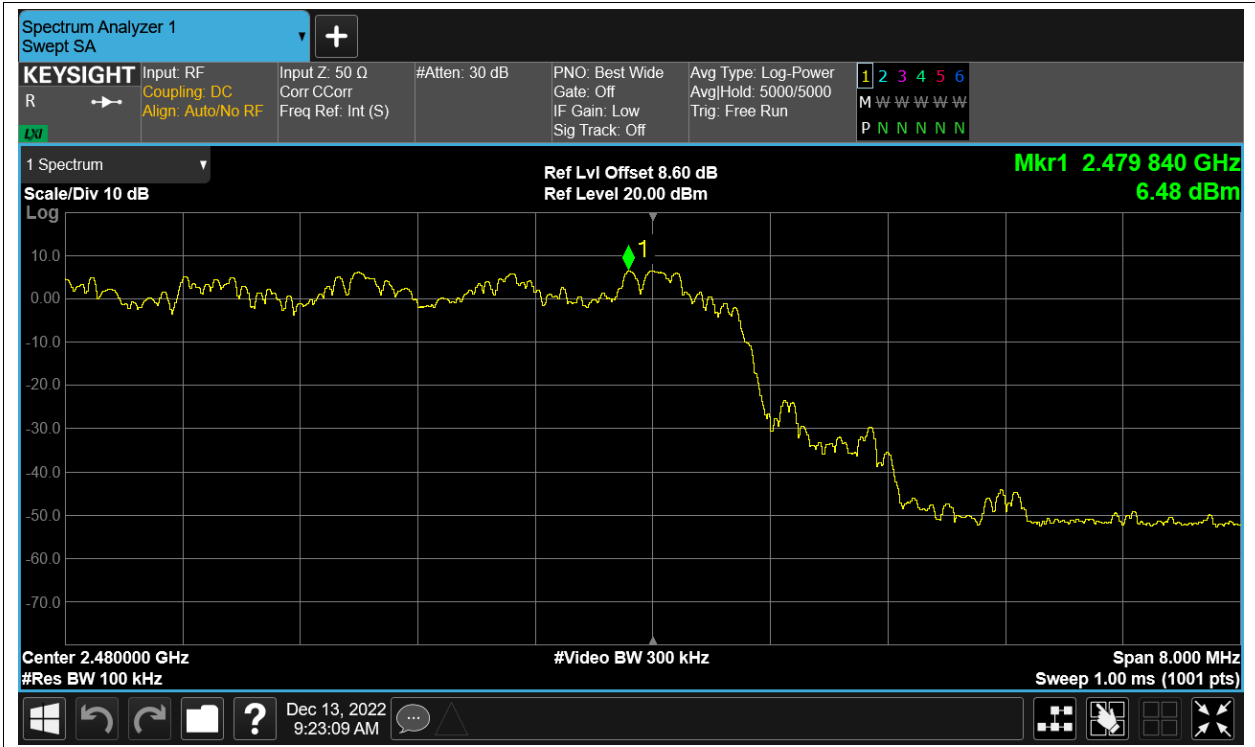 Spectrum Analyzer 1
Swept SA
+
KEYSIGHT
R
LXI
Input: RF
Coupling: DC
Align: Auto/No RF
Input Z: 50 Ω
Corr CCorr
Freq Ref: Int (S)
#Atten: 30 dB
PNO: Best Wide
Gate: Off
IF Gain: Low
Sig Track: Off
Avg Type: Log-Power
Avg|Hold: 5000/5000
Trig: Free Run
1 2 3 4 5 6
M W W W W W
P N N N N N
1 Spectrum
Scale/Div 10 dB
Log
Ref Lvl Offset 8.60 dB
Ref Level 20.00 dBm
Mkr1 2.479 840 GHz
6.48 dBm
1
10.0
0.00
-10.0
-20.0
-30.0
-40.0
-50.0
-60.0
-70.0
Center 2.480000 GHz
#Res BW 100 kHz
#Video BW 300 kHz
Span 8.000 MHz
Sweep 1.00 ms (1001 pts)
?
Dec 13, 2022
9:23:09 AM